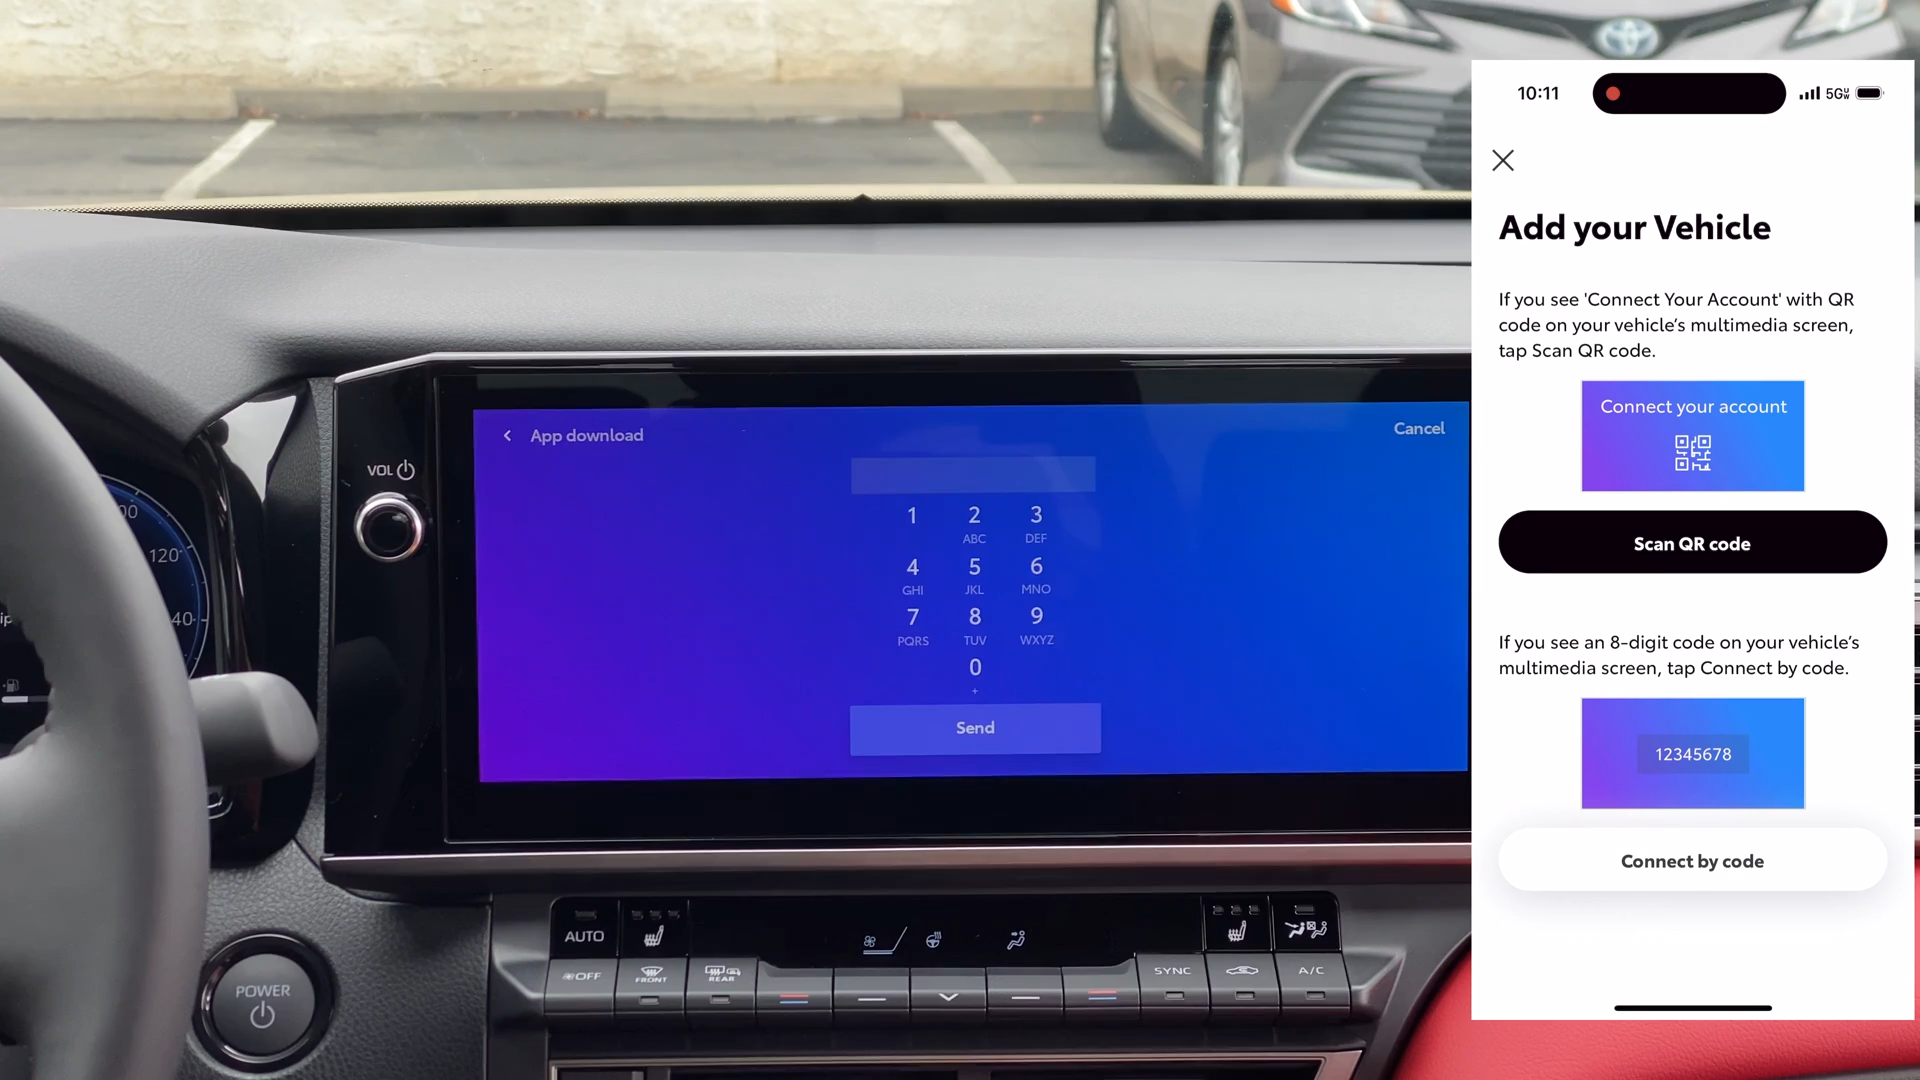 VOL
00
120
40
POWER
< App download
Cancel
1 2 3
ABC DEF
4 5 6
GHI JKL MNO
7 8 9
PQRS TUV WXYZ
0
+
Send
AUTO
OFF
FRONT
REAR
SYNC
A/C
10:11
5G
Add your Vehicle
If you see 'Connect Your Account' with QR
code on your vehicle’s multimedia screen,
tap Scan QR code.
Connect your account
Scan QR code
If you see an 8-digit code on your vehicle’s
multimedia screen, tap Connect by code.
12345678
Connect by code